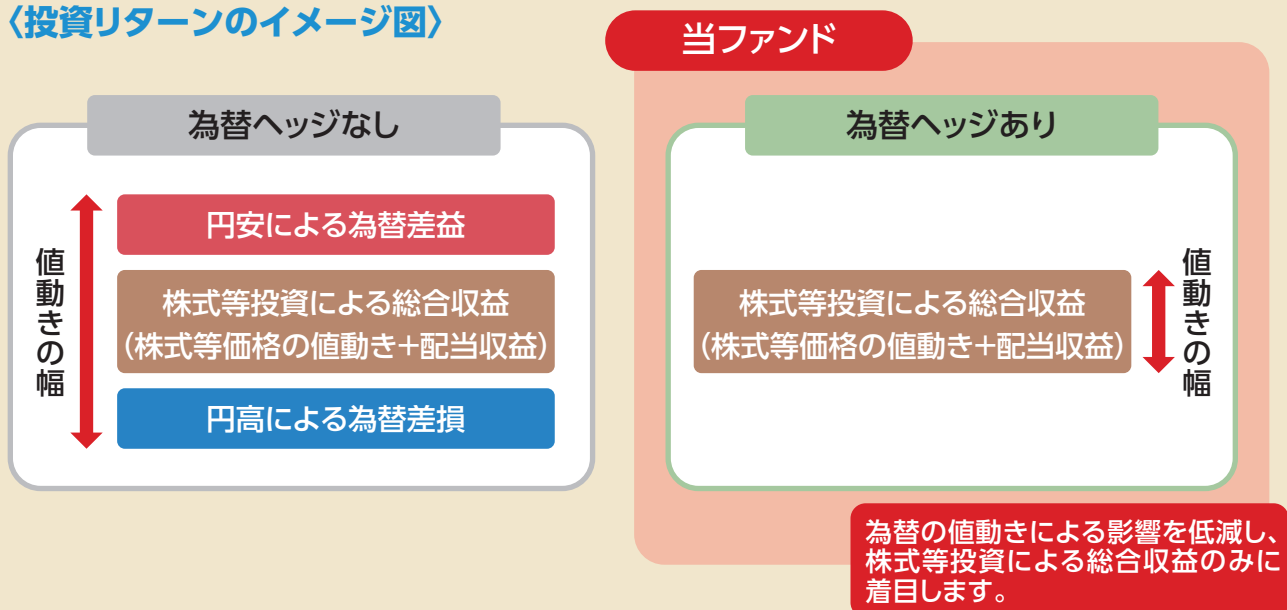 〈投資リターンのイメージ図〉
為替ヘッジなし
値動きの幅
円安による為替差益
株式等投資による総合収益
(株式等価格の値動き+配当収益)
円高による為替差損
当ファンド
為替ヘッジあり
株式等投資による総合収益
(株式等価格の値動き+配当収益)
値動きの幅
為替の値動きによる影響を低減し、
株式等投資による総合収益のみに
着目します。